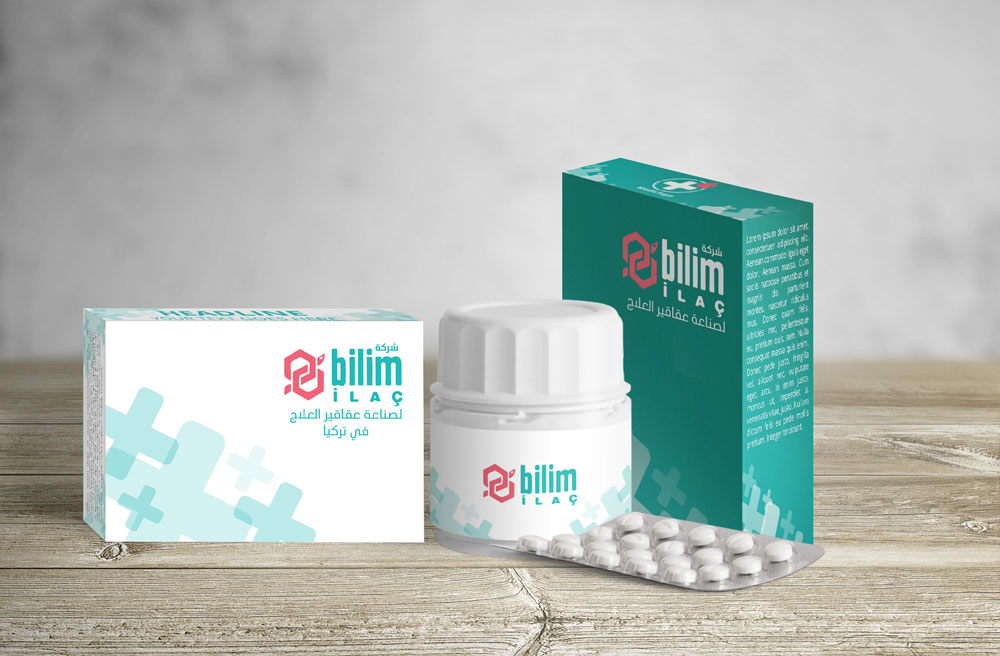 HEADLINE
YOUR TEXT GOES HERE
شركة
bilim
İLAÇ
لصناعة عقاقير العلاج
في تركيا
bilim
İLAÇ
شركة
bilim
İLAÇ
لصناعة عقاقير العلاج
Lorem ipsum dolor sit amet,
consectetuer adipiscing elit.
Aenean commodo ligula eget
dolor. Aenean massa. Cum
sociis natoque penatibus et
magnis dis parturient
montes, nascetur ridiculus
mus. Donec quam felis,
ultricies nec, pellentesque
eu, pretium quis, sem. Nulla
consequat massa quis enim.
Donec pede justo, fringilla
vel, aliquet nec, vulputate
eget, arcu. In enim justo,
rhoncus ut, imperdiet a,
venenatis vitae, justo. Nullam
dictum felis eu pede mollis
pretium. Integer tincidunt.